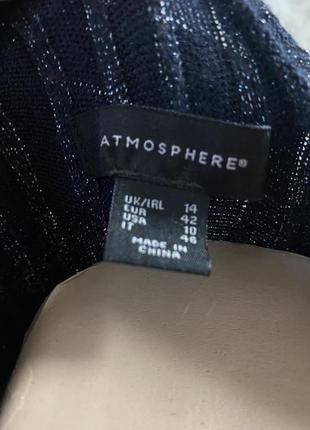 ATMOSPHERE®
UK/IRL 14
EUR 42
USA 10
IT 46
MADE IN
CHINA